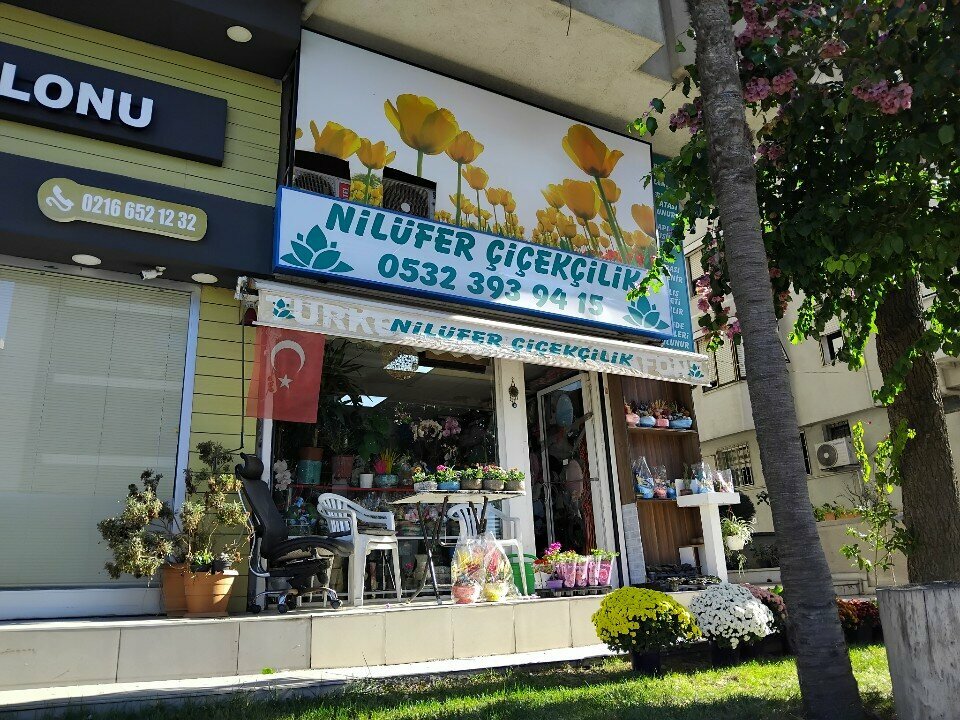 LONU
0216 652 12 32
NİLÜFER ÇİÇEKÇİLİK
0532 393 94 15
NİLÜFER ÇİÇEKÇİLİK